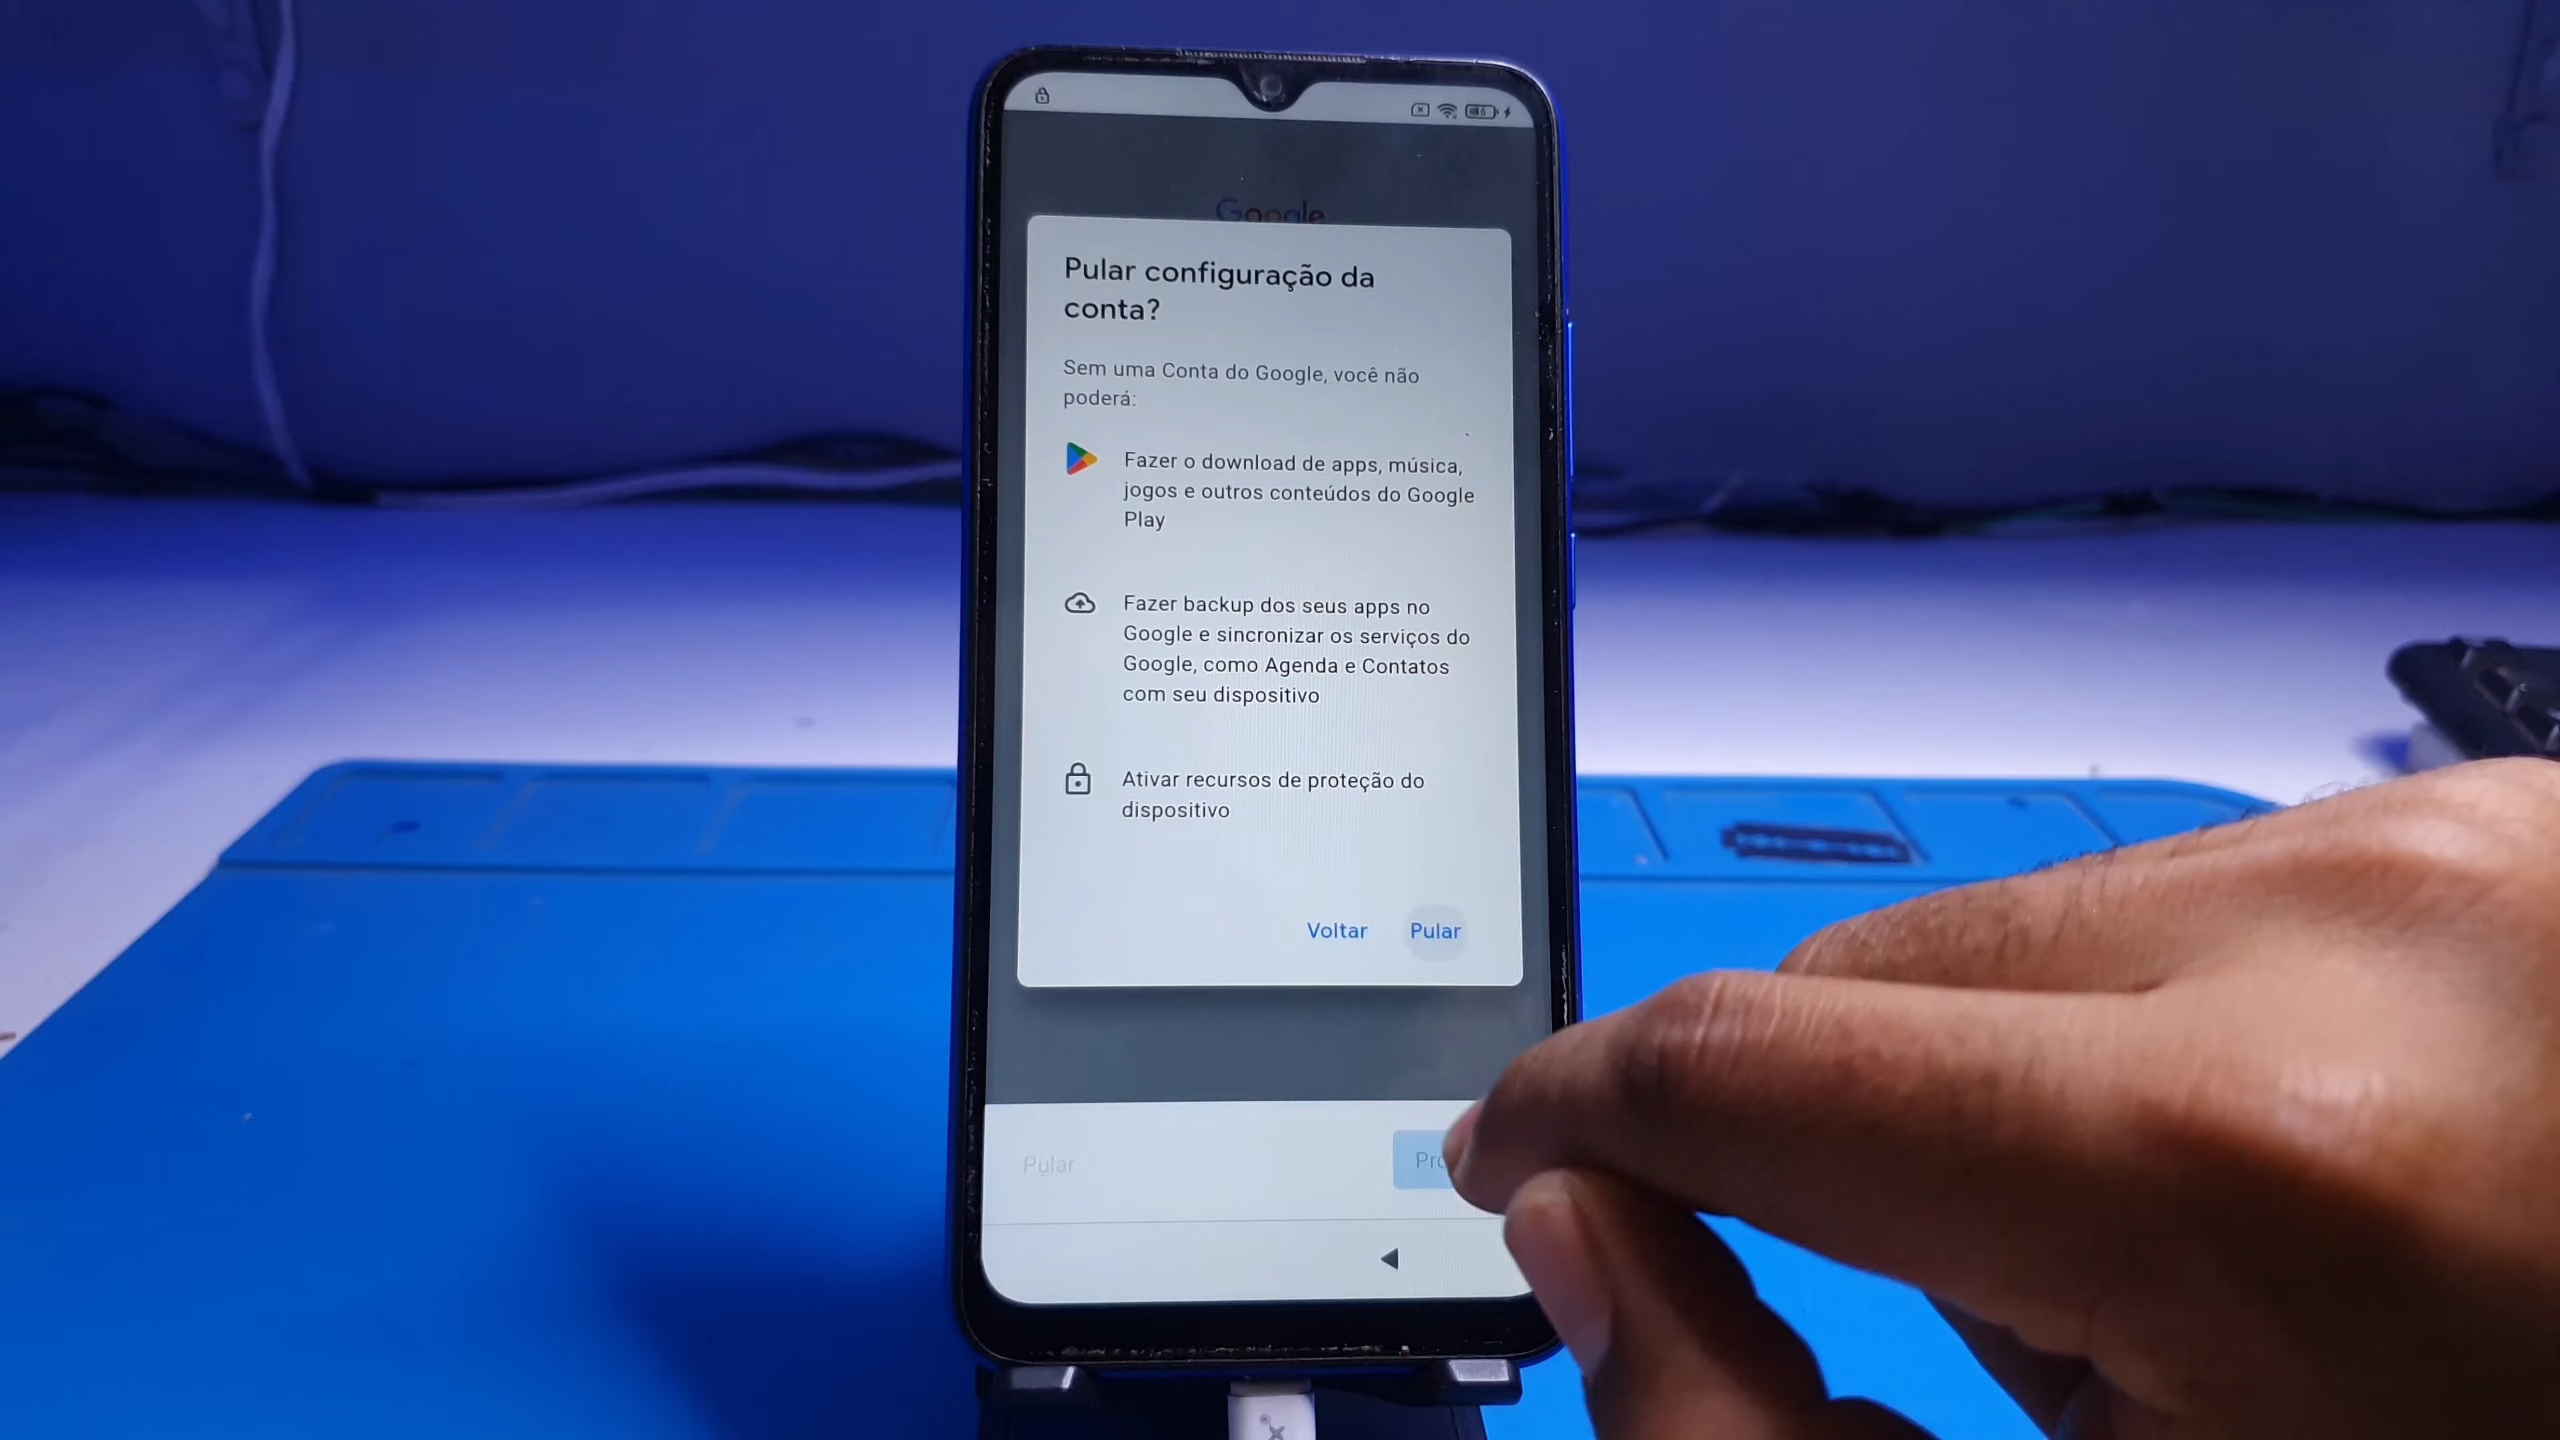 Google
Pular configuração da
conta?
Sem uma Conta do Google, você não
poderá:
Fazer o download de apps, música,
jogos e outros conteúdos do Google
Play
Fazer backup dos seus apps no
Google e sincronizar os serviços do
Google, como Agenda e Contatos
com seu dispositivo
Ativar recursos de proteção do
dispositivo
Voltar Pular
Pular